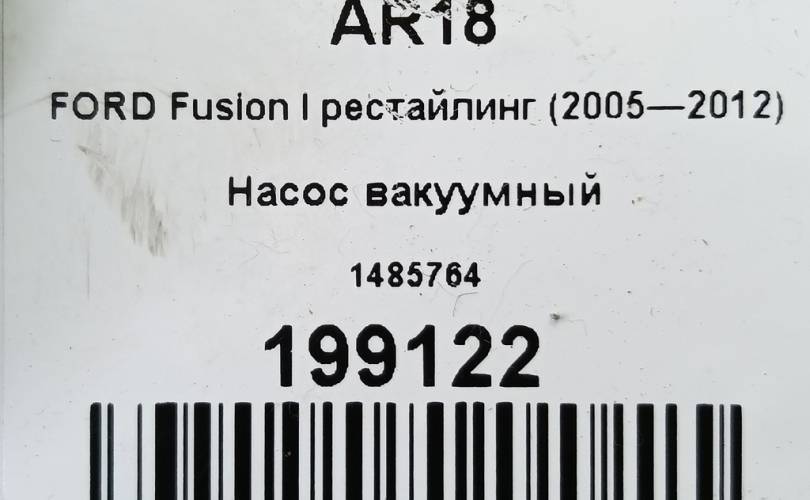 AR18
FORD Fusion I рестайлинг (2005—2012)
Насос вакуумный
1485764
199122